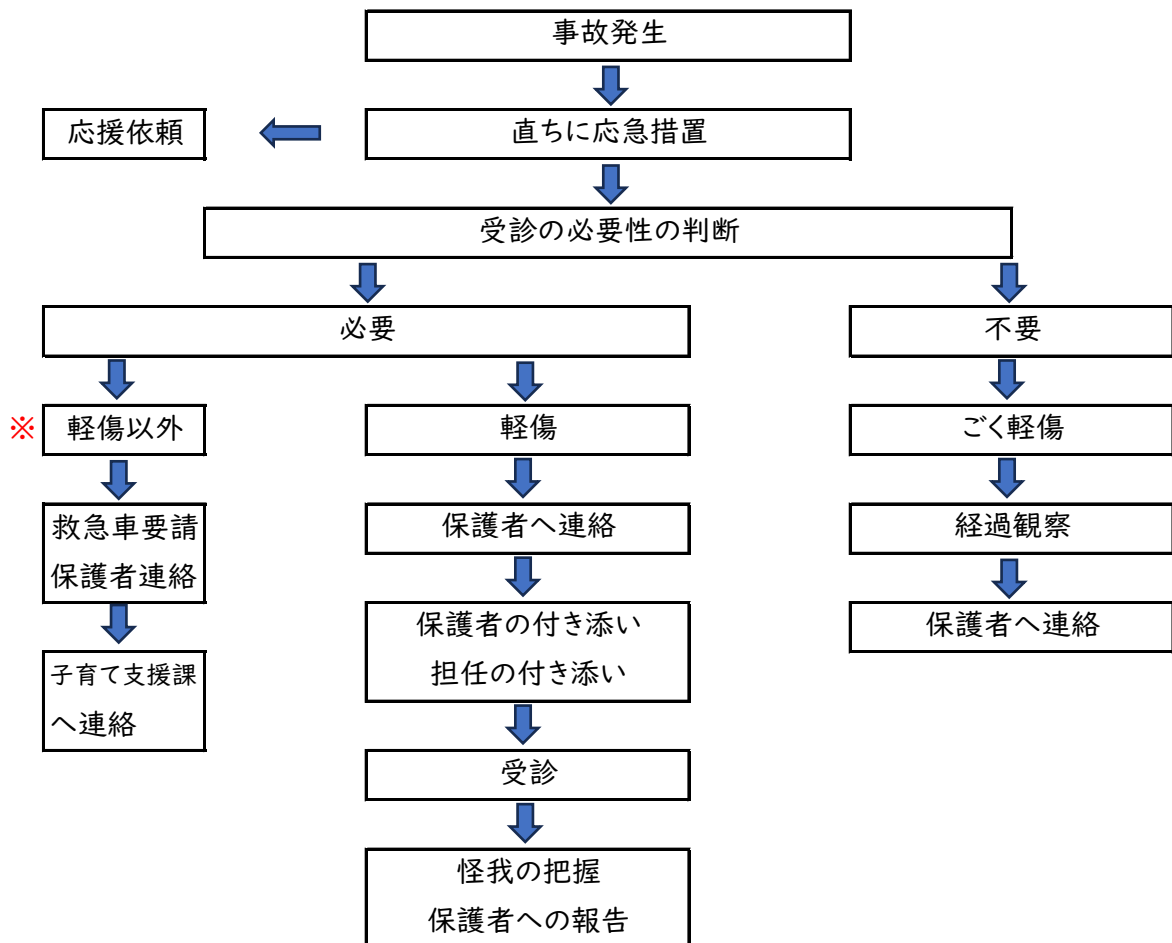 事故発生
応援依頼
直ちに応急措置
受診の必要性の判断
必要
不要
※
軽傷以外
軽傷
ごく軽傷
救急車要請
保護者連絡
保護者へ連絡
経過観察
子育て支援課
へ連絡
保護者の付き添い
担任の付き添い
保護者へ連絡
受診
怪我の把握
保護者への報告